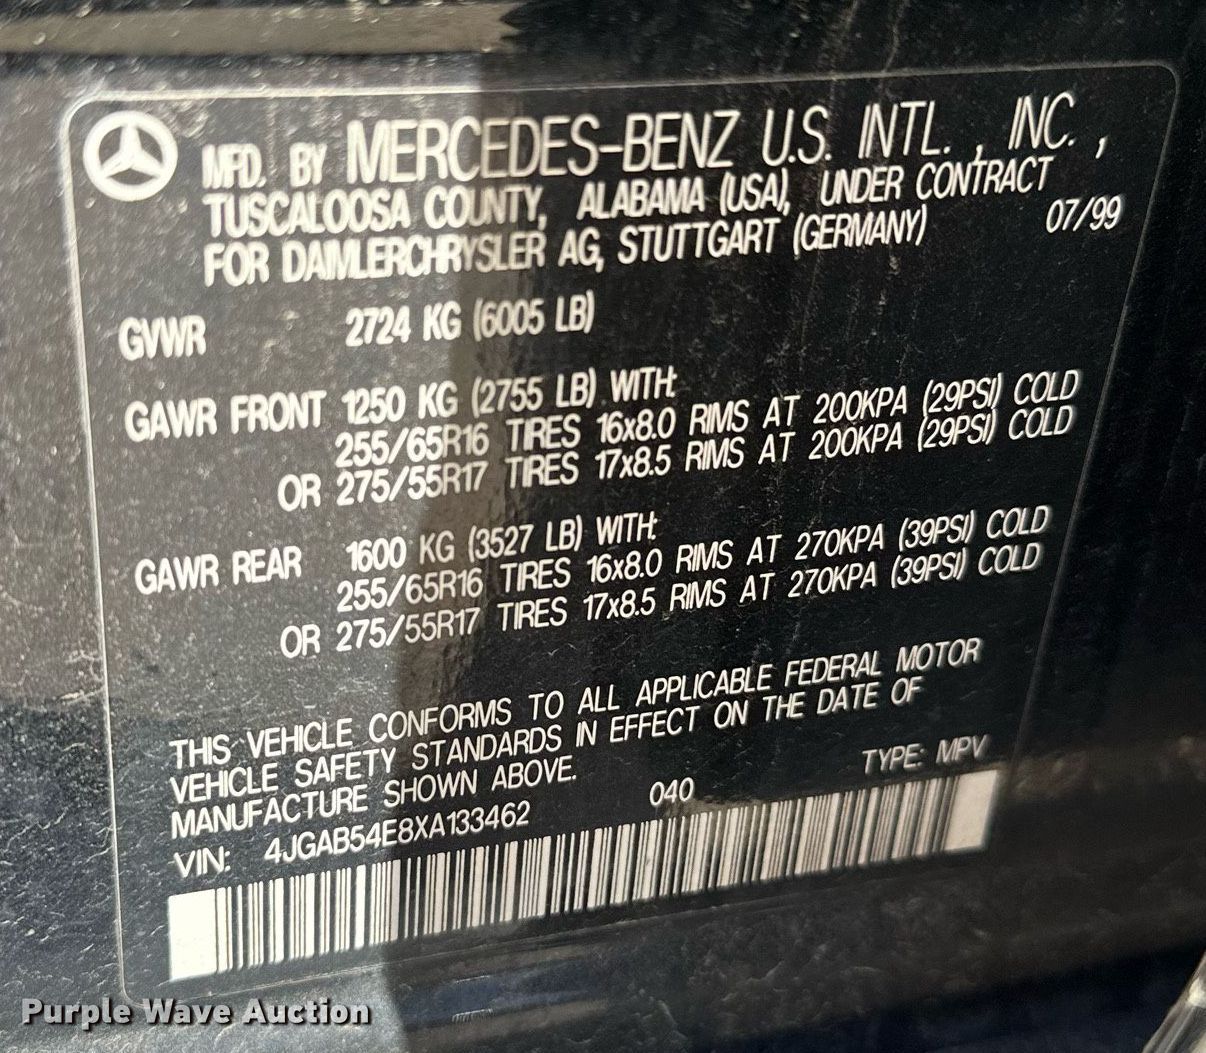 MFD. BY MERCEDES-BENZ U.S. INTL., INC.,
TUSCALOOSA COUNTY, ALABAMA (USA), UNDER CONTRACT
FOR DAIMLERCHRYSLER AG, STUTTGART (GERMANY) 07/99
GVWR 2724 KG (6005 LB)
GAWR FRONT 1250 KG (2755 LB) WITH:
255/65R16 TIRES 16x8.0 RIMS AT 200KPA (29PSI) COLD
OR 275/55R17 TIRES 17x8.5 RIMS AT 200KPA (29PSI) COLD
GAWR REAR 1600 KG (3527 LB) WITH:
255/65R16 TIRES 16x8.0 RIMS AT 270KPA (39PSI) COLD
OR 275/55R17 TIRES 17x8.5 RIMS AT 270KPA (39PSI) COLD
THIS VEHICLE CONFORMS TO ALL APPLICABLE FEDERAL MOTOR
VEHICLE SAFETY STANDARDS IN EFFECT ON THE DATE OF
MANUFACTURE SHOWN ABOVE.
VIN: 4JGAB54E8XA133462 040 TYPE: MPV
Purple Wave Auction